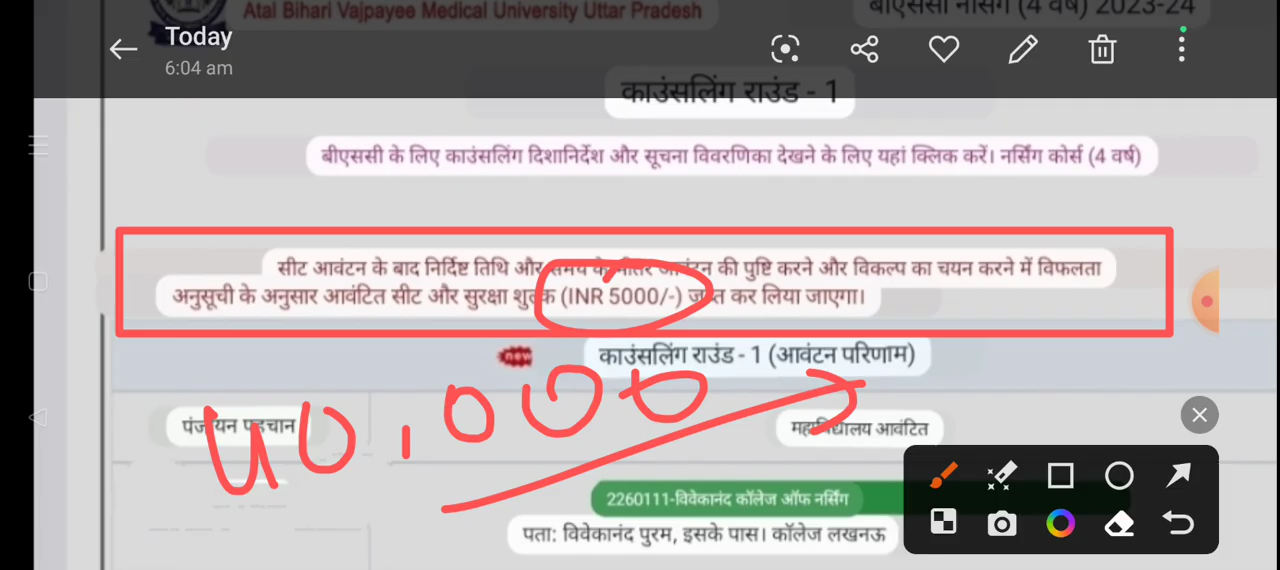 Atal Bihari Vajpayee Medical University Uttar Pradesh
बीएससी नर्सिंग (4 वर्ष) 2023-24
Today
6:04 am
काउंसलिंग राउंड - 1
बीएससी के लिए काउंसलिंग दिशानिर्देश और सूचना विवरणिका देखने के लिए यहां क्लिक करें। नर्सिंग कोर्स (4 वर्ष)
सीट आवंटन के बाद निर्दिष्ट तिथि और समय के भीतर आवंटन की पुष्टि करने और विकल्प का चयन करने में विफलता
अनुसूची के अनुसार आवंटित सीट और सुरक्षा शुल्क (INR 5000/-) जब्त कर लिया जाएगा।
new काउंसलिंग राउंड - 1 (आवंटन परिणाम)
40,000
पंजीयन पहचान
महाविद्यालय आवंटित
2260111-विवेकानंद कॉलेज ऑफ नर्सिंग
पता: विवेकानंद पुरम, इसके पास। कॉलेज लखनऊ